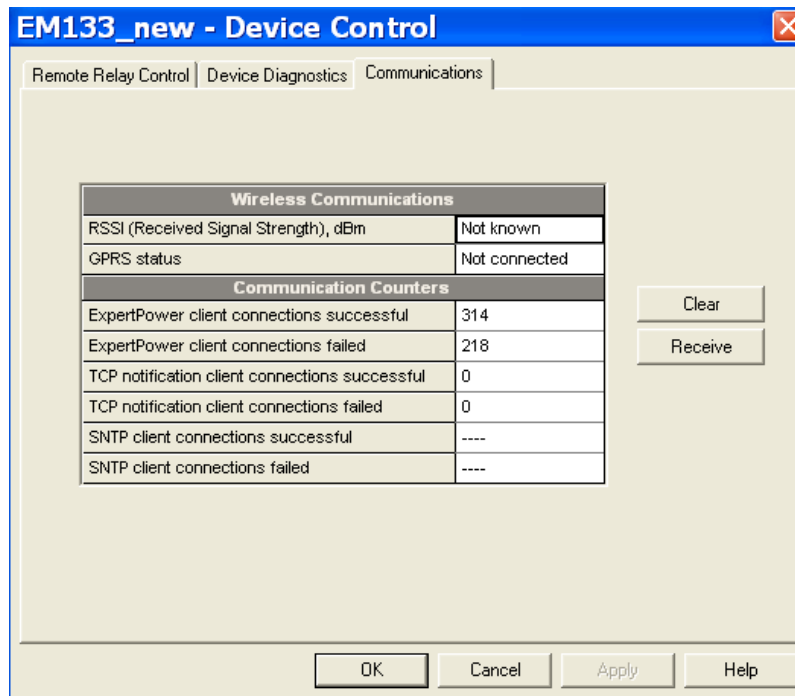 EM133_new - Device Control
Remote Relay Control Device Diagnostics Communications
Wireless Communications
RSSI (Received Signal Strength), dBm Not known
GPRS status Not connected
Communication Counters
ExpertPower client connections successful 314
ExpertPower client connections failed 218
TCP notification client connections successful 0
TCP notification client connections failed 0
SNTP client connections successful ----
SNTP client connections failed ----
Clear
Receive
OK Cancel Apply Help